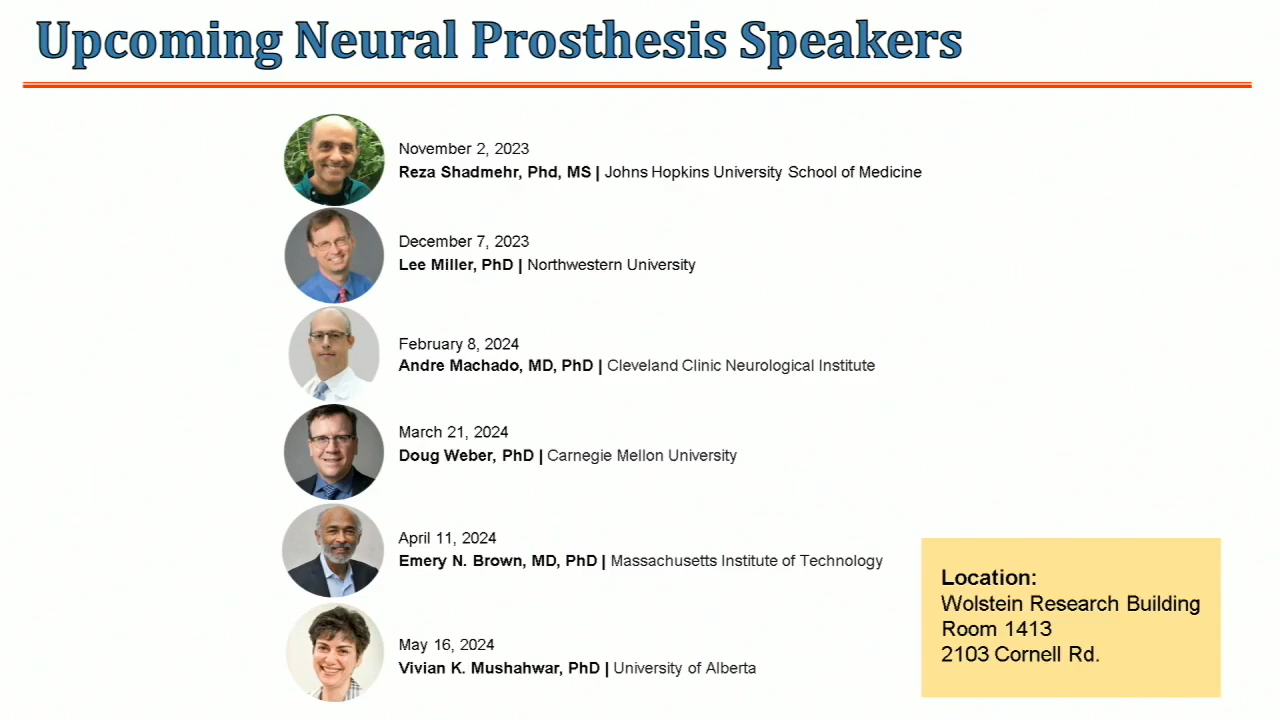 Upcoming Neural Prosthesis Speakers
November 2, 2023
Reza Shadmehr, Phd, MS | Johns Hopkins University School of Medicine
December 7, 2023
Lee Miller, PhD | Northwestern University
February 8, 2024
Andre Machado, MD, PhD | Cleveland Clinic Neurological Institute
March 21, 2024
Doug Weber, PhD | Carnegie Mellon University
April 11, 2024
Emery N. Brown, MD, PhD | Massachusetts Institute of Technology
May 16, 2024
Vivian K. Mushahwar, PhD | University of Alberta
Location:
Wolstein Research Building
Room 1413
2103 Cornell Rd.